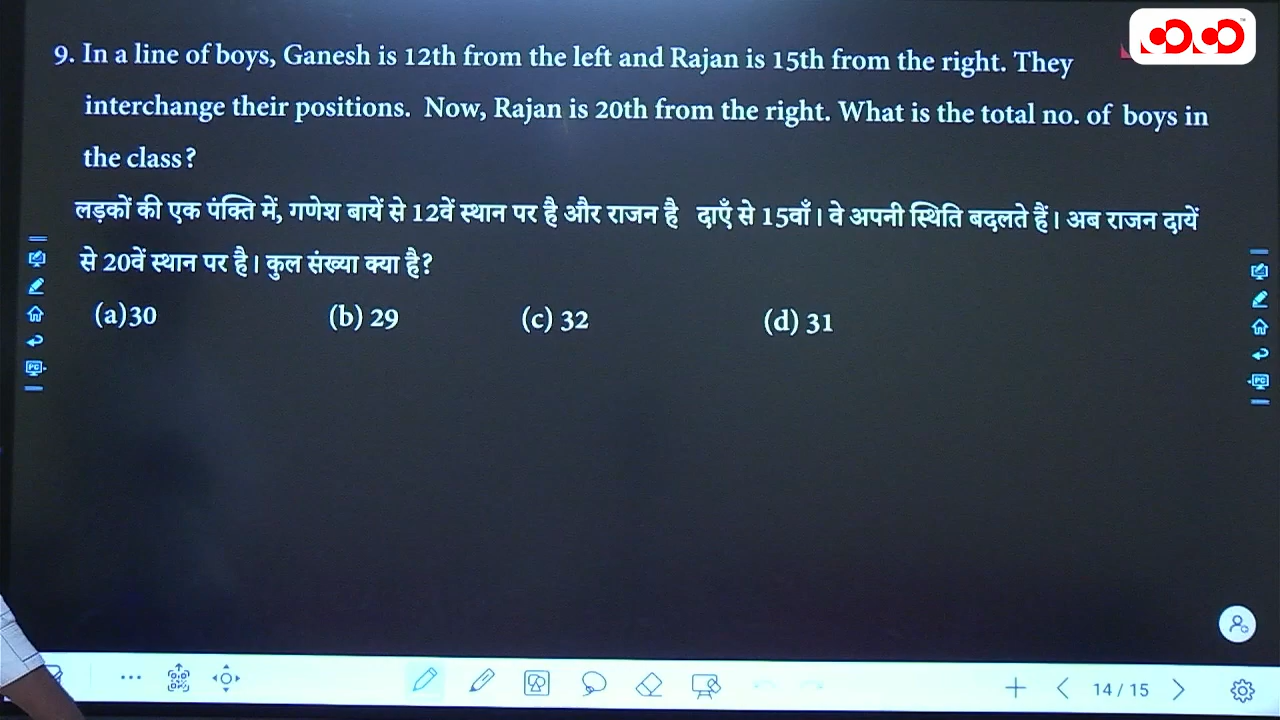 9. In a line of boys, Ganesh is 12th from the left and Rajan is 15th from the right. They
interchange their positions. Now, Rajan is 20th from the right. What is the total no. of boys in
the class?
लड़कों की एक पंक्ति में, गणेश बायें से 12वें स्थान पर है और राजन है दाएँ से 15वाँ। वे अपनी स्थिति बदलते हैं। अब राजन दायें
से 20वें स्थान पर है। कुल संख्या क्या है?
(a)30 (b) 29 (c) 32 (d) 31
PC PC
14 / 15